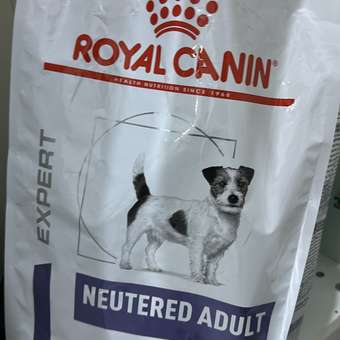 ROYAL CANIN
HEALTH NUTRITION SINCE 1968
EXPERT
NEUTERED ADULT